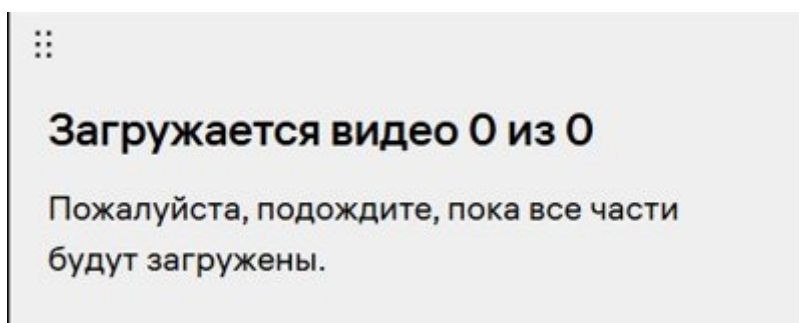 Загружается видео 0 из 0
Пожалуйста, подождите, пока все части
будут загружены.